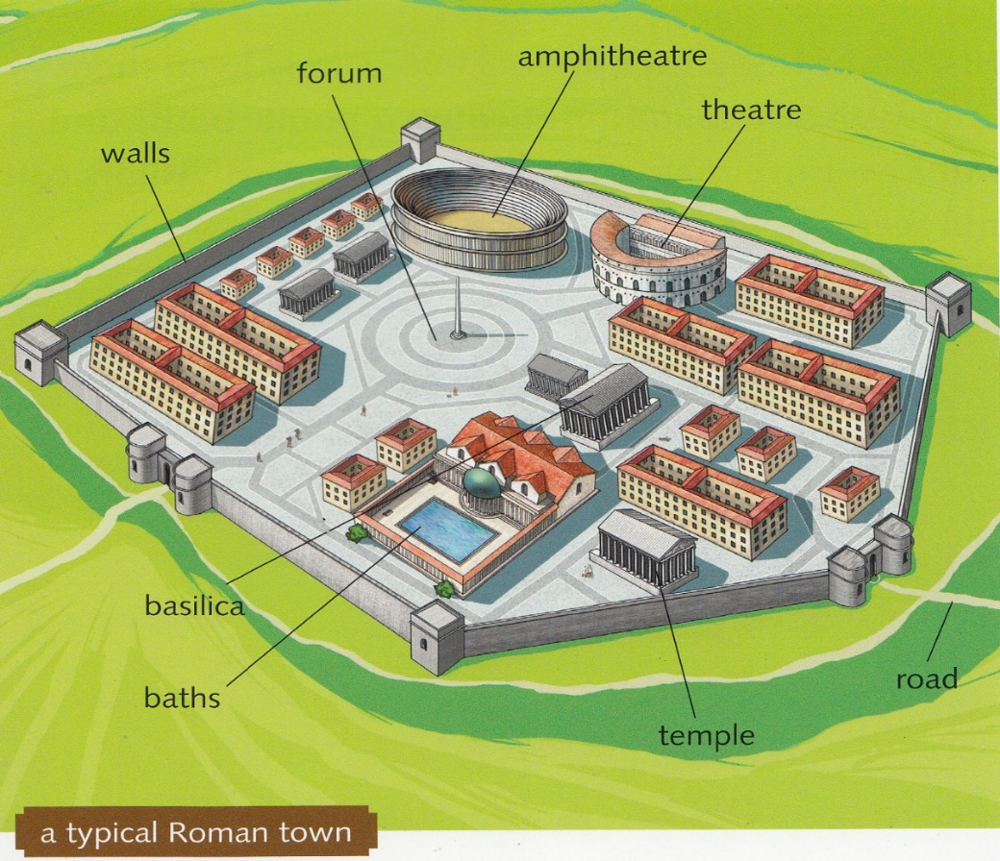 amphitheatre
forum
theatre
walls
basilica
baths
road
temple
a typical Roman town